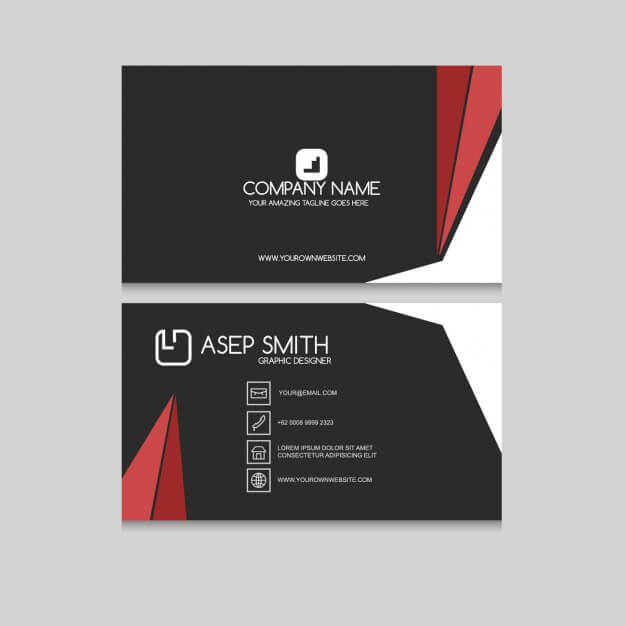 COMPANY NAME
YOUR AMAZING TAGLINE GOES HERE
WWW.YOUROWNWEBSITE.COM
ASEP SMITH
GRAPHIC DESIGNER
YOUR@EMAIL.COM
+62 0008 9999 2323
LOREM IPSUM DOLOR SIT AMET,
CONSECTETUR ADIPISICING ELIT
WWW.YOUROWNWEBSITE.COM